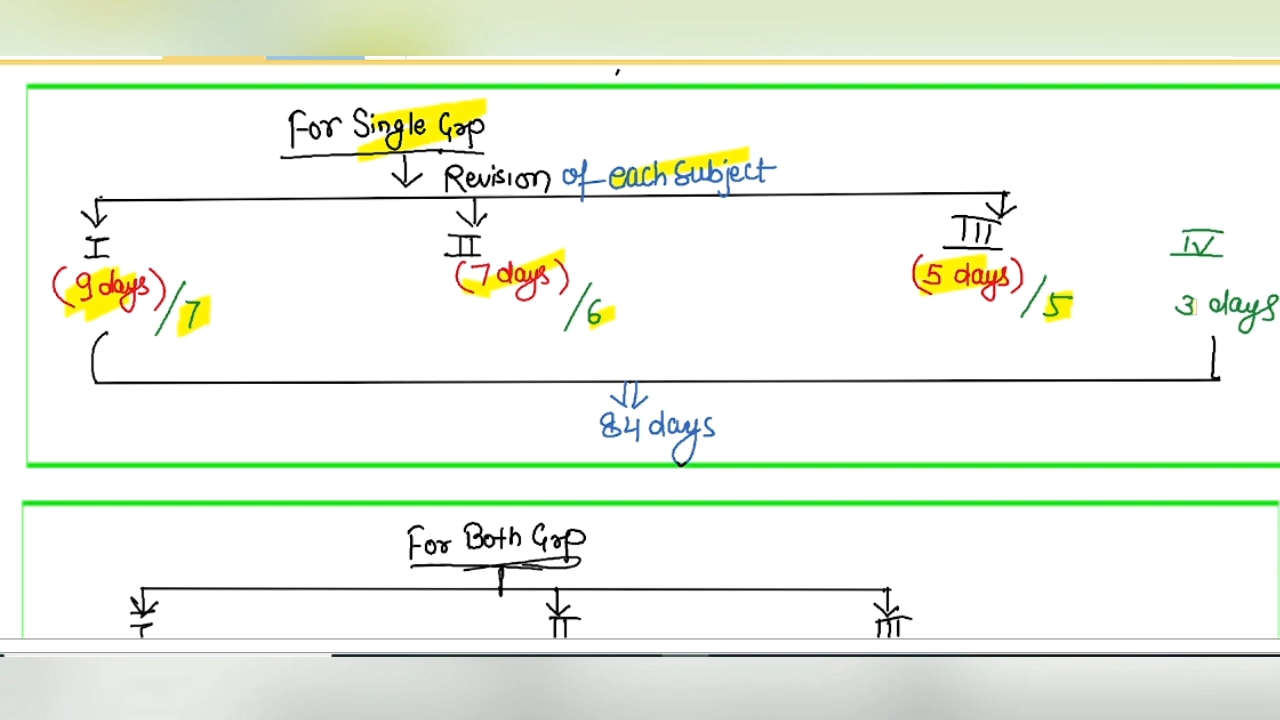 For Single Grp
Revision of each Subject
I II III IV
(9 days)/7 (7 days)/6 (5 days)/5 3 days
84 days
For Both Grp
I II III